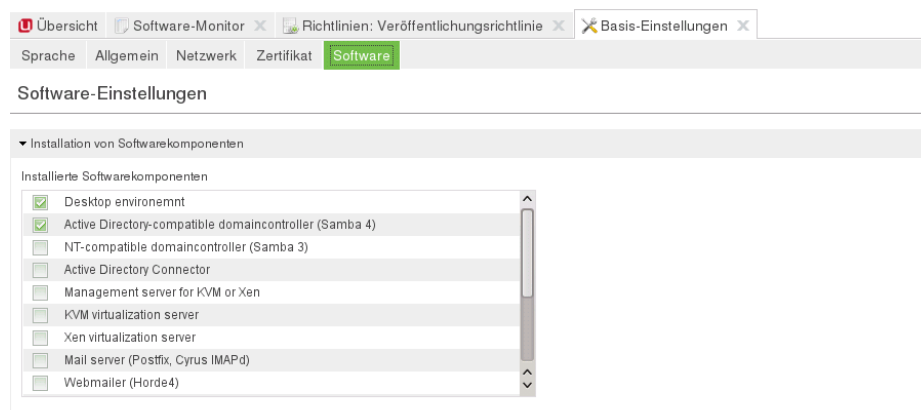 Übersicht Software-Monitor Richtlinien: Veröffentlichungsrichtlinie Basis-Einstellungen
Sprache Allgemein Netzwerk Zertifikat Software
Software-Einstellungen
Installation von Softwarekomponenten
Installierte Softwarekomponenten
Desktop environemnt
Active Directory-compatible domaincontroller (Samba 4)
NT-compatible domaincontroller (Samba 3)
Active Directory Connector
Management server for KVM or Xen
KVM virtualization server
Xen virtualization server
Mail server (Postfix, Cyrus IMAPd)
Webmailer (Horde4)